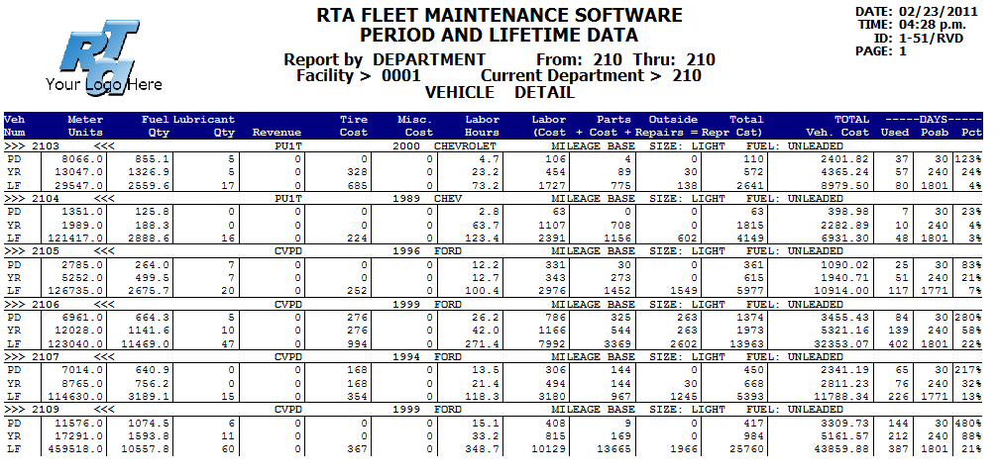 RTA FLEET MAINTENANCE SOFTWARE
PERIOD AND LIFETIME DATA
DATE: 02/23/2011
TIME: 04:28 p.m.
ID: 1-51/RVD
PAGE: 1
RTA
Your Logo Here
Report by DEPARTMENT From: 210 Thru: 210
Facility > 0001 Current Department > 210
VEHICLE DETAIL
Veh Meter Fuel Lubricant Tire Misc. Labor Labor Parts Outside Total TOTAL -----DAYS-----
Num Units Qty Qty Revenue Cost Cost Hours (Cost + Cost + Repairs = Repr Cst) Veh. Cost Used Posb Pct
>>> 2103 <<< PU1T 2000 CHEVROLET MILEAGE BASE SIZE: LIGHT FUEL: UNLEADED
PD 8066.0 855.1 5 0 0 0 4.7 106 4 0 110 2401.82 37 30 123%
YR 13047.0 1326.9 5 0 328 0 23.2 454 89 30 572 4365.24 57 240 24%
LF 29547.0 2559.6 17 0 685 0 73.2 1727 775 138 2641 8979.50 80 1801 4%
>>> 2104 <<< PU1T 1989 CHEV MILEAGE BASE SIZE: LIGHT FUEL: UNLEADED
PD 1351.0 125.8 0 0 0 0 2.8 63 0 0 63 398.98 7 30 23%
YR 1989.0 188.3 0 0 0 0 63.7 1107 708 0 1815 2282.89 10 240 4%
LF 121417.0 2888.6 16 0 224 0 123.4 2391 1156 602 4149 6931.30 48 1801 3%
>>> 2105 <<< CVPD 1996 FORD MILEAGE BASE SIZE: LIGHT FUEL: UNLEADED
PD 2785.0 264.0 7 0 0 0 12.2 331 30 0 361 1090.02 25 30 83%
YR 5252.0 499.5 7 0 0 0 12.7 343 273 0 615 1940.71 51 240 21%
LF 126735.0 2675.7 20 0 252 0 100.4 2976 1452 1549 5977 10914.00 117 1771 7%
>>> 2106 <<< CVPD 1999 FORD MILEAGE BASE SIZE: LIGHT FUEL: UNLEADED
PD 6961.0 664.3 5 0 276 0 26.2 786 325 263 1374 3455.43 84 30 280%
YR 12028.0 1141.6 10 0 276 0 42.0 1166 544 263 1973 5321.16 139 240 58%
LF 123040.0 11469.0 47 0 994 0 271.4 7992 3369 2602 13963 32353.07 402 1801 22%
>>> 2107 <<< CVPD 1994 FORD MILEAGE BASE SIZE: LIGHT FUEL: UNLEADED
PD 7014.0 640.9 0 0 168 0 13.5 306 144 0 450 2341.19 65 30 217%
YR 8765.0 756.2 0 0 168 0 21.4 494 144 30 668 2811.23 76 240 32%
LF 114630.0 3189.1 15 0 354 0 118.3 3180 967 1245 5393 11788.34 226 1771 13%
>>> 2109 <<< CVPD 1999 FORD MILEAGE BASE SIZE: LIGHT FUEL: UNLEADED
PD 11576.0 1074.5 6 0 0 0 15.1 408 9 0 417 3309.73 144 30 480%
YR 17291.0 1593.8 11 0 0 0 33.2 815 169 0 984 5161.57 212 240 88%
LF 459518.0 10557.8 60 0 367 0 348.7 10129 13665 1966 25760 43859.88 387 1801 21%